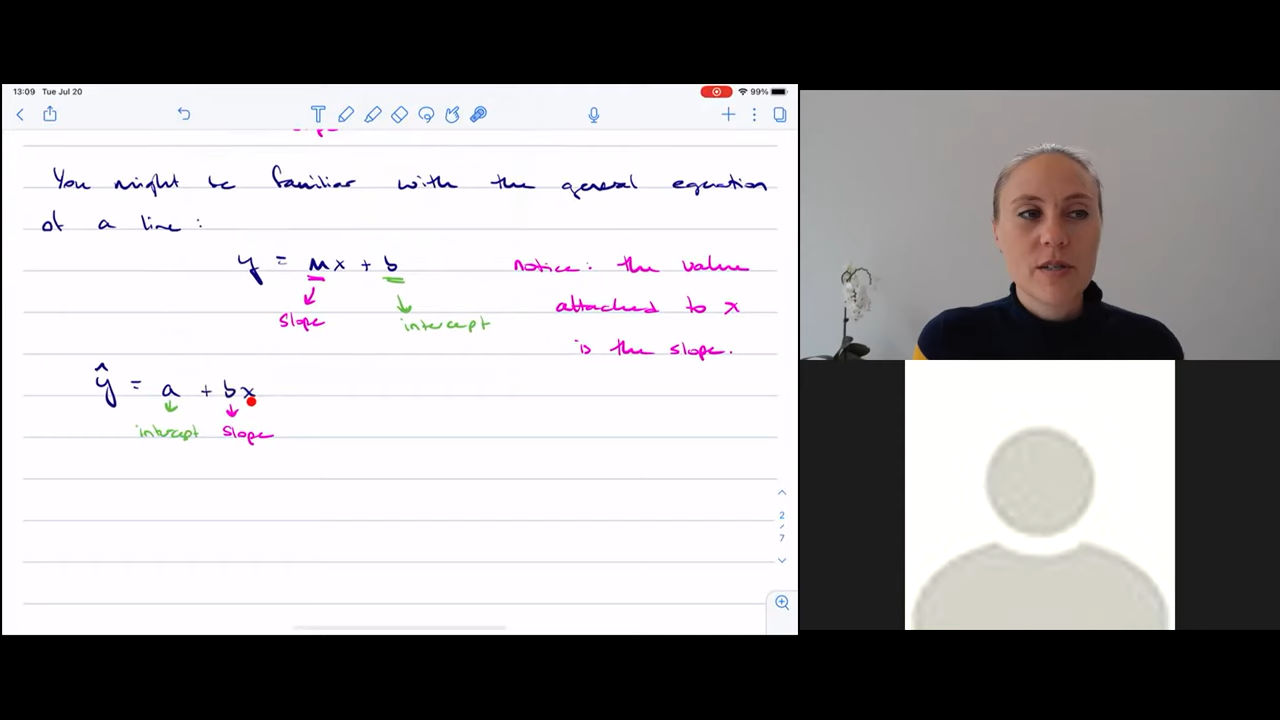 13:09 Tue Jul 20
99%
You might be familiar with the general equation
of a line:
y = mx + b
slope
intercept
notice: the value
attached to x
is the slope.
ŷ = a + bx
intercept
slope
2
/
7